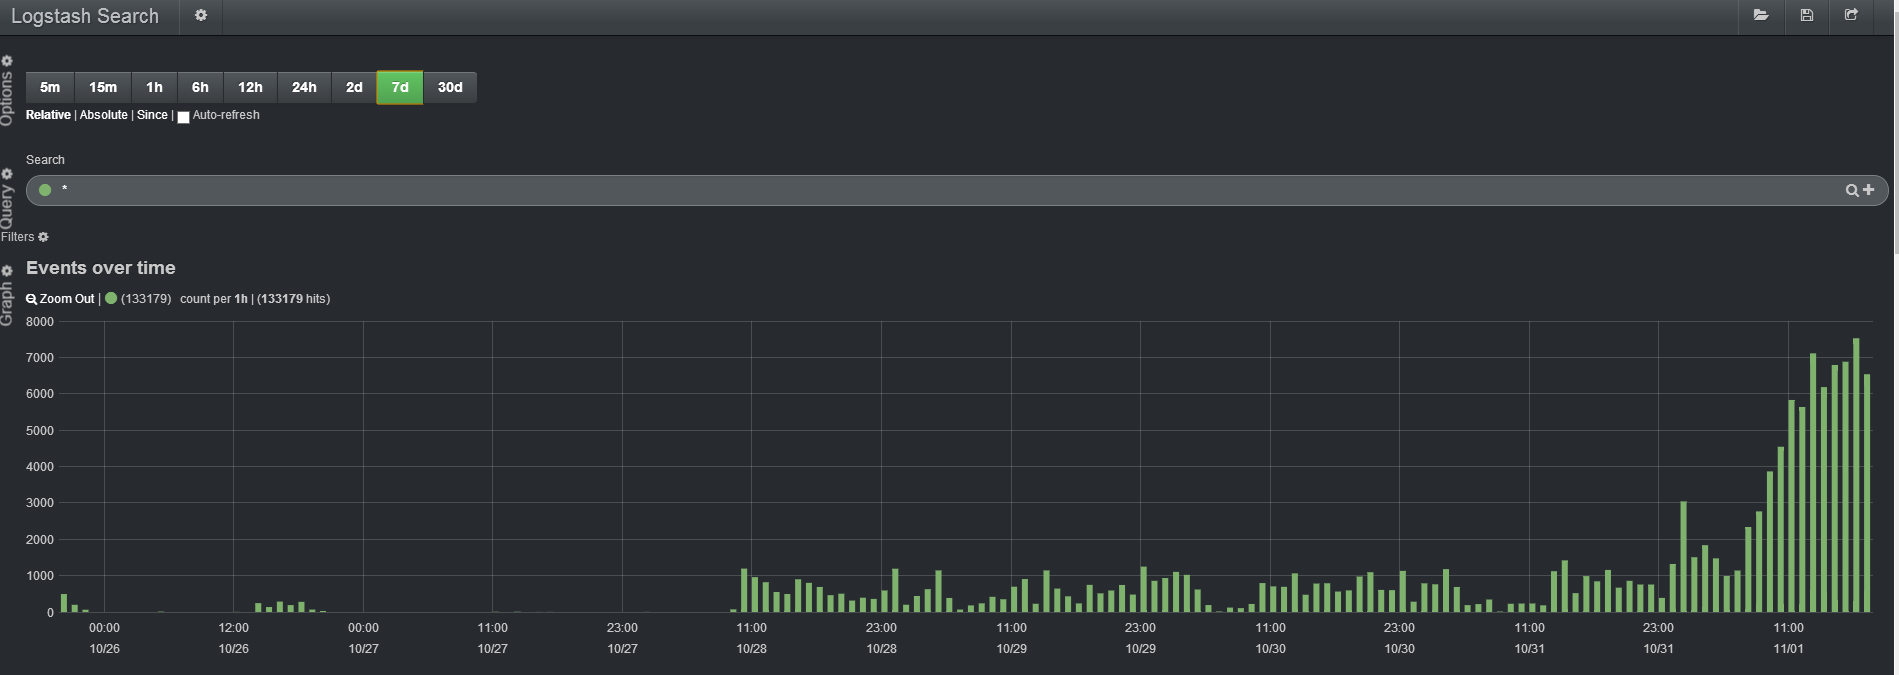 Logstash Search
Options
5m 15m 1h 6h 12h 24h 2d 7d 30d
Relative | Absolute | Since | Auto-refresh
Query
Search
*
Filters
Graph
Events over time
Zoom Out | (133179) count per 1h | (133179 hits)
8000
7000
6000
5000
4000
3000
2000
1000
0
00:00 12:00 00:00 11:00 23:00 11:00 23:00 11:00 23:00 11:00 23:00 11:00 23:00 11:00
10/26 10/26 10/27 10/27 10/27 10/28 10/28 10/29 10/29 10/30 10/30 10/31 10/31 11/01